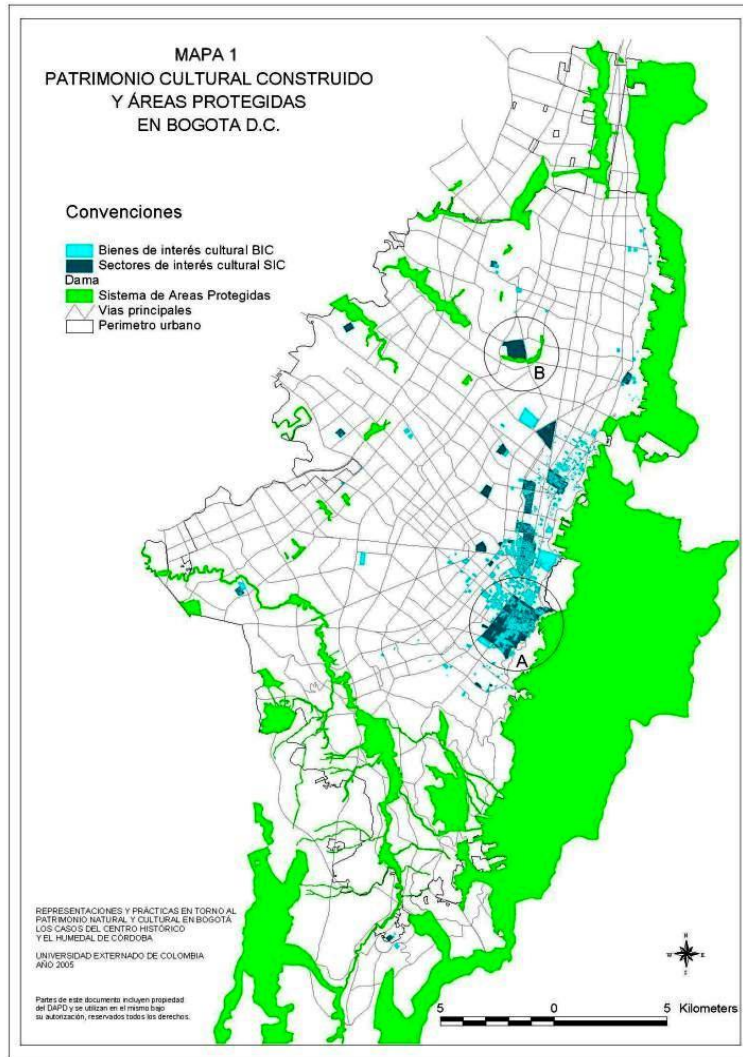 MAPA 1
PATRIMONIO CULTURAL CONSTRUIDO
Y ÁREAS PROTEGIDAS
EN BOGOTA D.C.
Convenciones
Bienes de interés cultural BIC
Sectores de interés cultural SIC
Dama
Sistema de Areas Protegidas
Vias principales
Perimetro urbano
B
A
REPRESENTACIONES Y PRÁCTICAS EN TORNO AL
PATRIMONIO NATURAL Y CULTURAL EN BOGOTÁ
LOS CASOS DEL CENTRO HISTÓRICO
Y EL HUMEDAL DE CÓRDOBA
UNIVERSIDAD EXTERNADO DE COLOMBIA
AÑO 2005
Partes de este documento incluyen propiedad
del DAPD y se utilizan en el mismo bajo
su autorización, reservados todos los derechos.
N
W E
S
5 0 5 Kilometers